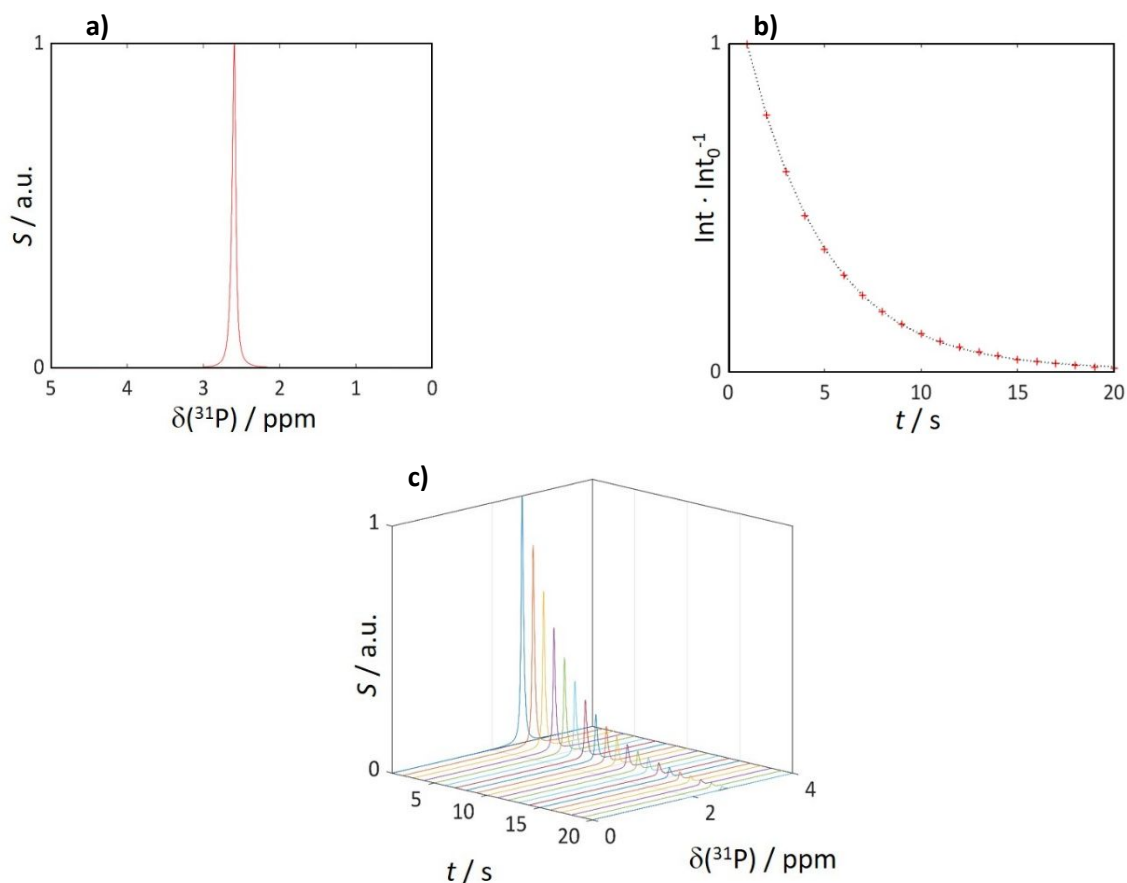 a)
1
S / a.u.
0
5 4 3 2 1 0
δ(³¹P) / ppm
b)
1
Int · Int₀⁻¹
0
0 5 10 15 20
t / s
c)
1
S / a.u.
0
5
10
15
20
t / s
0
2
4
δ(³¹P) / ppm